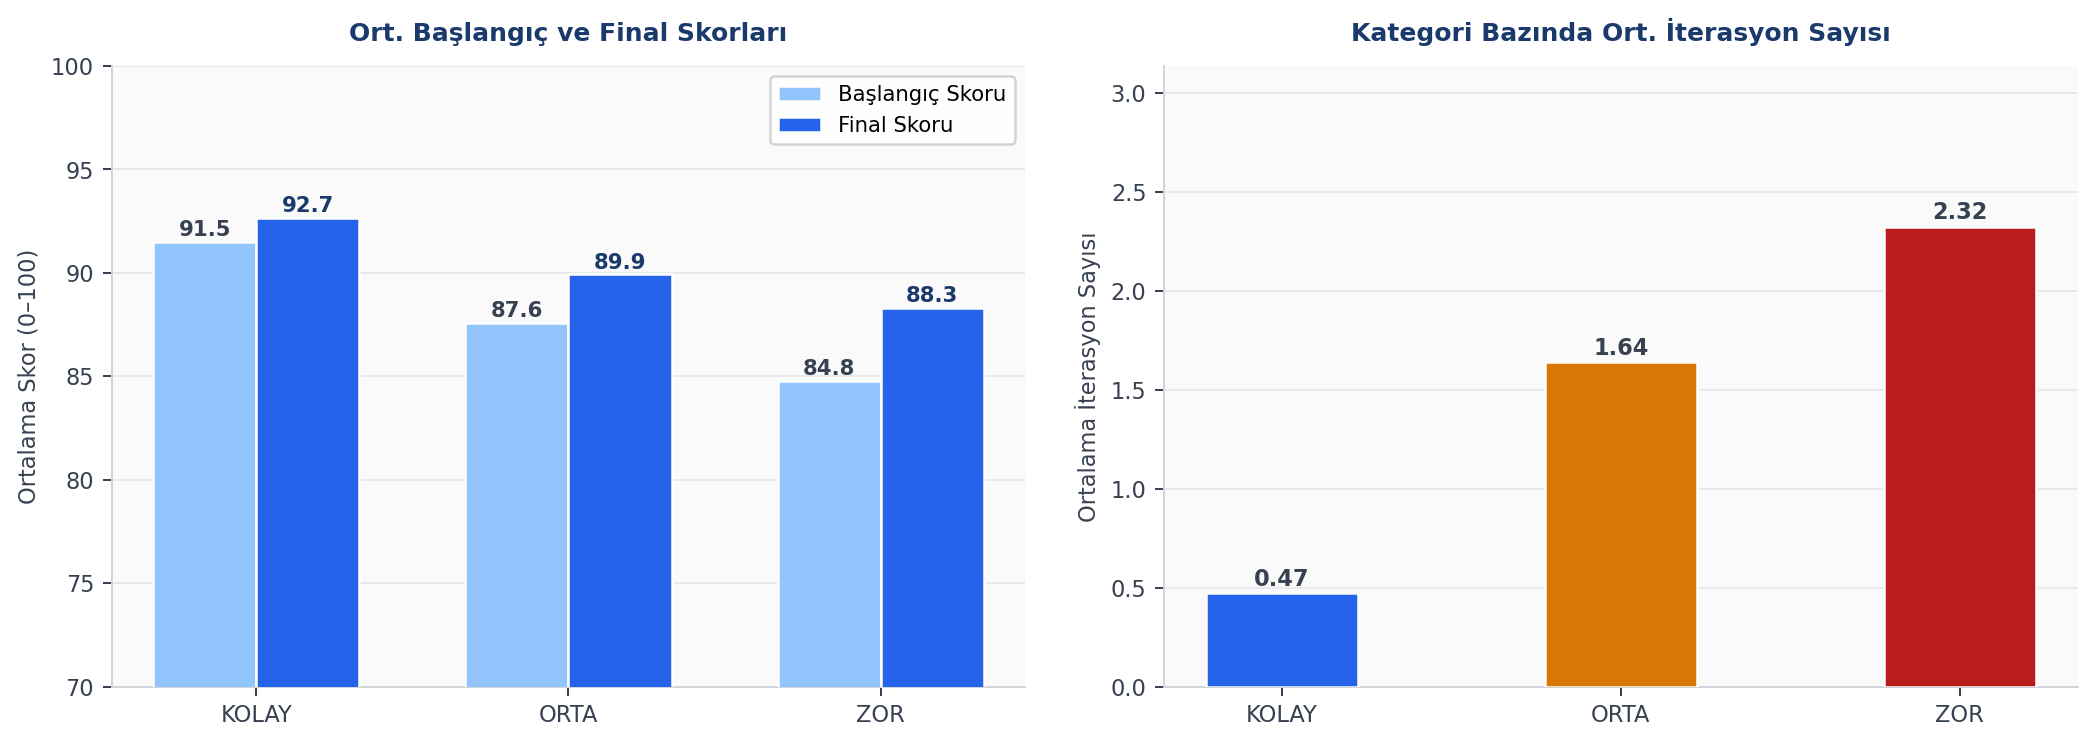 Ort. Başlangıç ve Final Skorları
Ortalama Skor (0–100)
100
95
90
85
80
75
70
Başlangıç Skoru
Final Skoru
91.5
92.7
87.6
89.9
84.8
88.3
KOLAY
ORTA
ZOR
Kategori Bazında Ort. İterasyon Sayısı
Ortalama İterasyon Sayısı
3.0
2.5
2.0
1.5
1.0
0.5
0.0
0.47
1.64
2.32
KOLAY
ORTA
ZOR